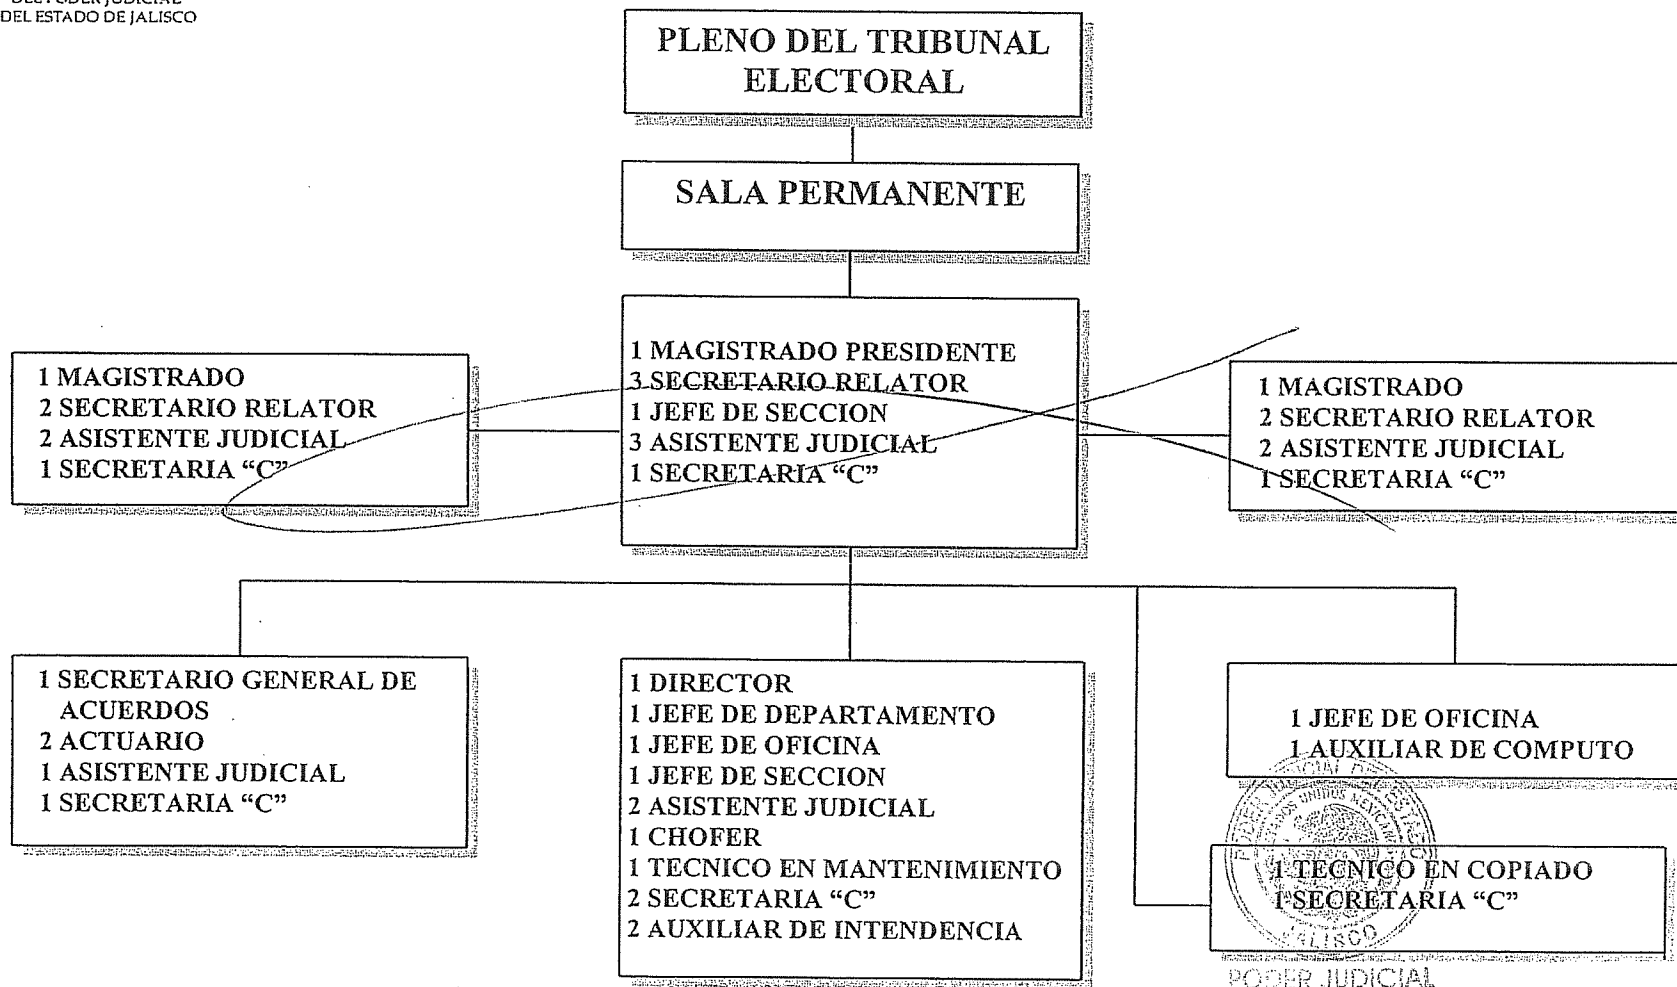 DEL ESTADO DE JALISCO
PLENO DEL TRIBUNAL
ELECTORAL
SALA PERMANENTE
1 MAGISTRADO
2 SECRETARIO RELATOR
2 ASISTENTE JUDICIAL
1 SECRETARIA “C”
1 MAGISTRADO PRESIDENTE
3 SECRETARIO RELATOR
1 JEFE DE SECCION
3 ASISTENTE JUDICIAL
1 SECRETARIA “C”
1 MAGISTRADO
2 SECRETARIO RELATOR
2 ASISTENTE JUDICIAL
1 SECRETARIA “C”
1 SECRETARIO GENERAL DE
ACUERDOS
2 ACTUARIO
1 ASISTENTE JUDICIAL
1 SECRETARIA “C”
1 DIRECTOR
1 JEFE DE DEPARTAMENTO
1 JEFE DE OFICINA
1 JEFE DE SECCION
2 ASISTENTE JUDICIAL
1 CHOFER
1 TECNICO EN MANTENIMIENTO
2 SECRETARIA “C”
2 AUXILIAR DE INTENDENCIA
1 JEFE DE OFICINA
1 AUXILIAR DE COMPUTO
1 TECNICO EN COPIADO
1 SECRETARIA “C”
ESTADOS UNIDOS MEXICANOS
JALISCO
PODER JUDICIAL